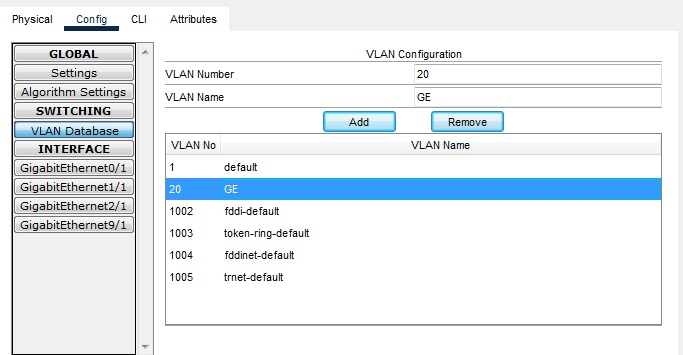 Physical Config CLI Attributes
GLOBAL
Settings
Algorithm Settings
SWITCHING
VLAN Database
INTERFACE
GigabitEthernet0/1
GigabitEthernet1/1
GigabitEthernet2/1
GigabitEthernet9/1
VLAN Configuration
VLAN Number 20
VLAN Name GE
Add Remove
VLAN No VLAN Name
1 default
20 GE
1002 fddi-default
1003 token-ring-default
1004 fddinet-default
1005 trnet-default